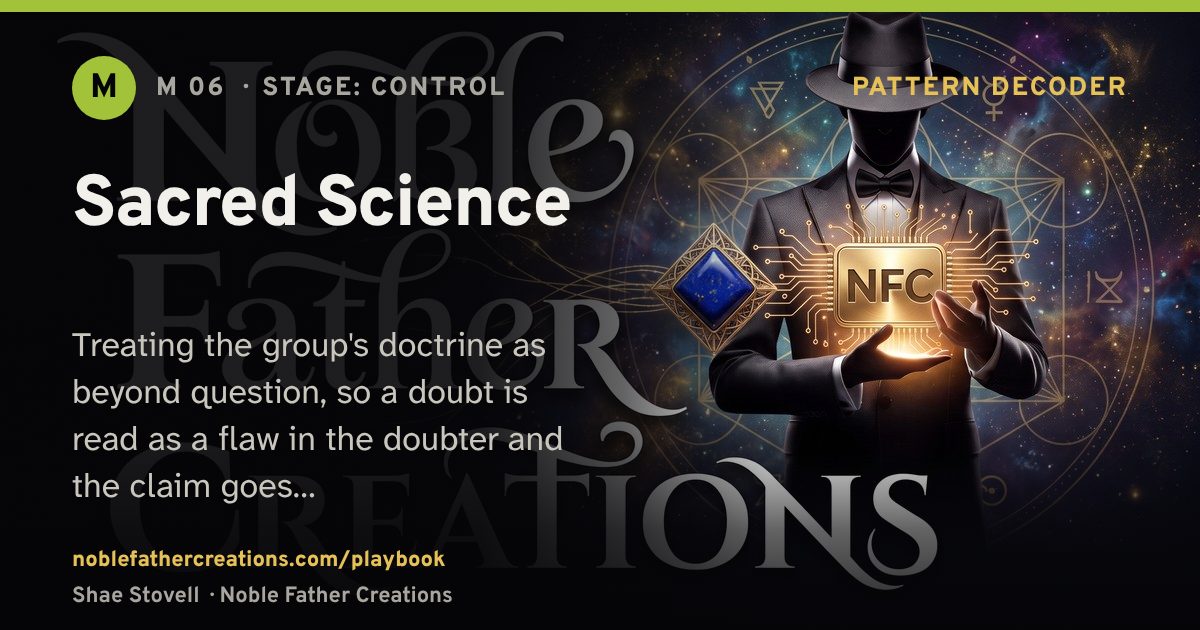 M
M 06 · STAGE: CONTROL
PATTERN DECODER
Noble
Sacred Science
NFC
Father
Treating the group's doctrine as
beyond question, so a doubt is
read as a flaw in the doubter and
the claim goes...
Creations
noblefathercreations.com/playbook
Shae Stovell · Noble Father Creations